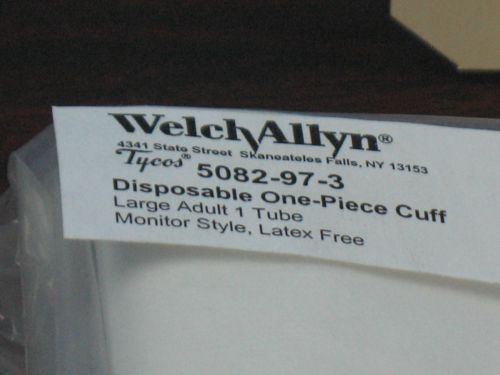 WelchAllyn®
4341 State Street Skaneateles Falls, NY 13153
Tycos® 5082-97-3
Disposable One-Piece Cuff
Large Adult 1 Tube
Monitor Style, Latex Free